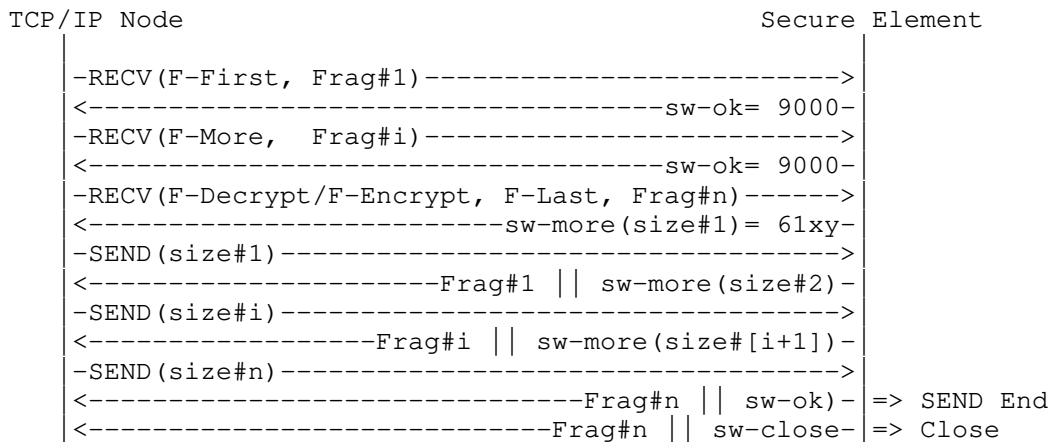 TCP/IP Node                                    Secure Element
   |                                                 |
   |-RECV(F-First, Frag#1)-------------------------->|
   |<------------------------------------sw-ok= 9000-|
   |-RECV(F-More,  Frag#i)-------------------------->|
   |<------------------------------------sw-ok= 9000-|
   |-RECV(F-Decrypt/F-Encrypt, F-Last, Frag#n)------>|
   |<--------------------------sw-more(size#1)= 61xy-|
   |-SEND(size#1)----------------------------------->|
   |<----------------------Frag#1 || sw-more(size#2)-|
   |-SEND(size#i)----------------------------------->|
   |<------------------Frag#i || sw-more(size#[i+1])-|
   |-SEND(size#n)----------------------------------->|
   |<-------------------------------Frag#n || sw-ok)-|=> SEND End
   |<-----------------------------Frag#n || sw-close-|=> Close